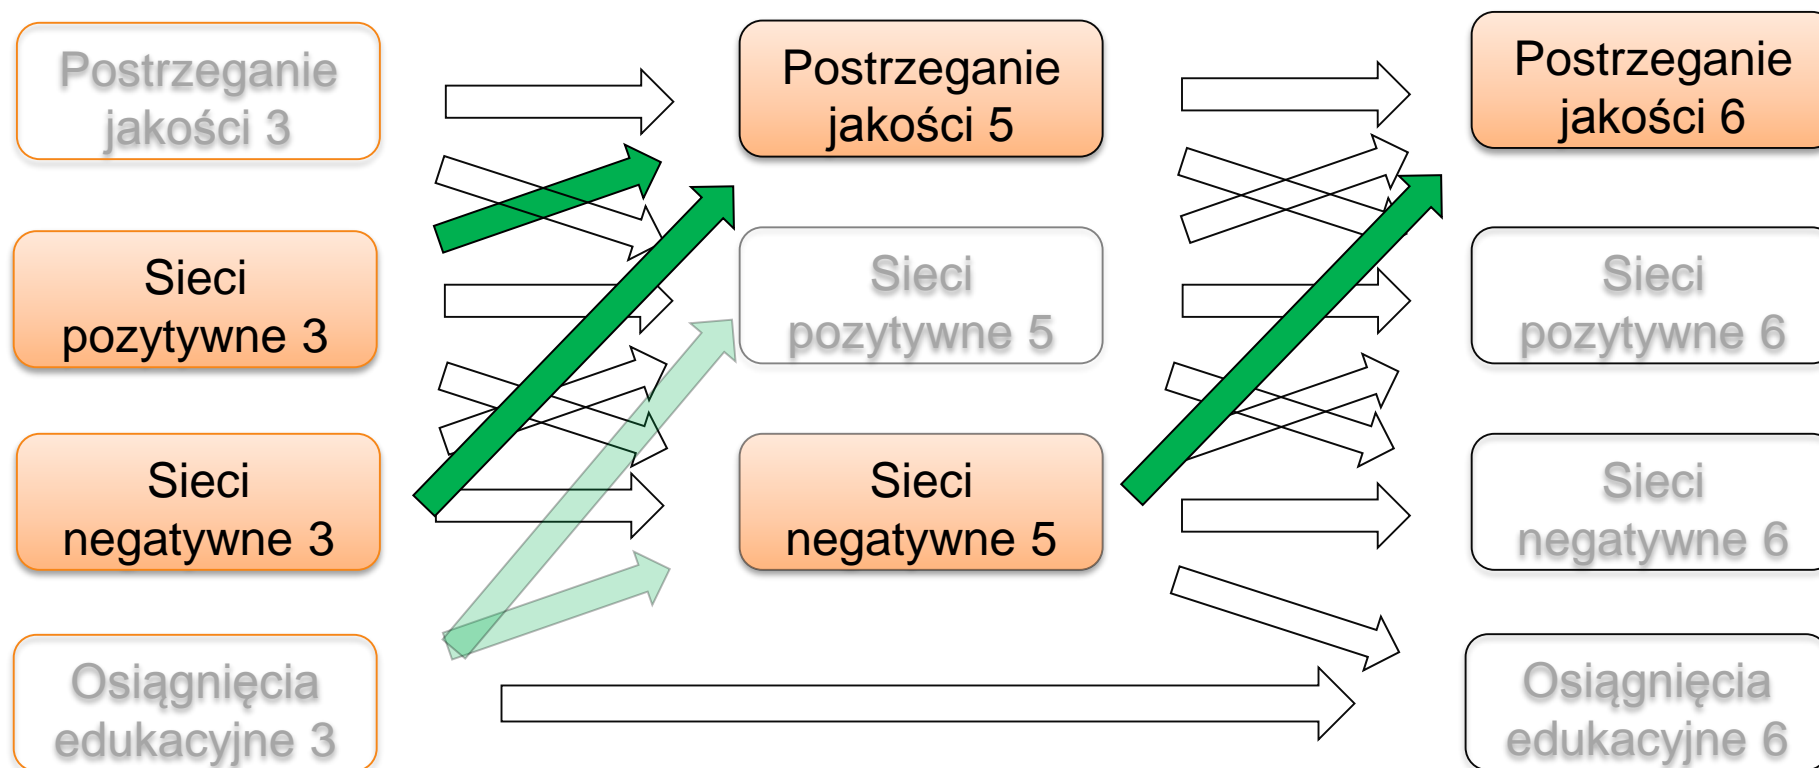 Postrzeganie
jakości 3
Sieci
pozytywne 3
Sieci
negatywne 3
Osiągnięcia
edukacyjne 3
Postrzeganie
jakości 5
Sieci
pozytywne 5
Sieci
negatywne 5
Postrzeganie
jakości 6
Sieci
pozytywne 6
Sieci
negatywne 6
Osiągnięcia
edukacyjne 6